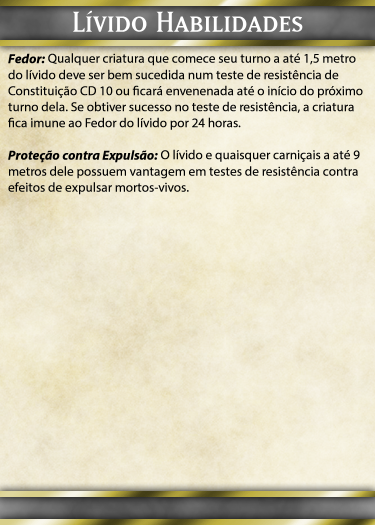 Lívido Habilidades
Fedor: Qualquer criatura que comece seu turno a até 1,5 metro
do lívido deve ser bem sucedida num teste de resistência de
Constituição CD 10 ou ficará envenenada até o início do próximo
turno dela. Se obtiver sucesso no teste de resistência, a criatura
fica imune ao Fedor do lívido por 24 horas.
Proteção contra Expulsão: O lívido e quaisquer carniçais a até 9
metros dele possuem vantagem em testes de resistência contra
efeitos de expulsar mortos-vivos.